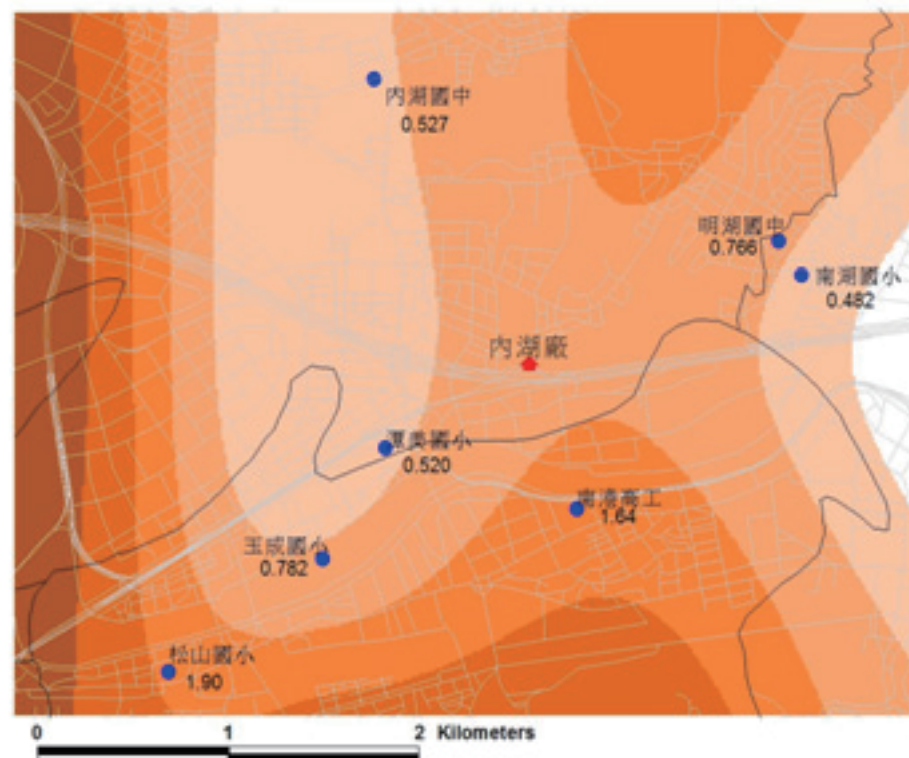 內湖國中
0.527
明湖國中
0.766
南湖國小
0.482
內湖廠
潭美國小
0.520
南港高工
1.64
玉成國小
0.782
松山國小
1.90
0 1 2 Kilometers